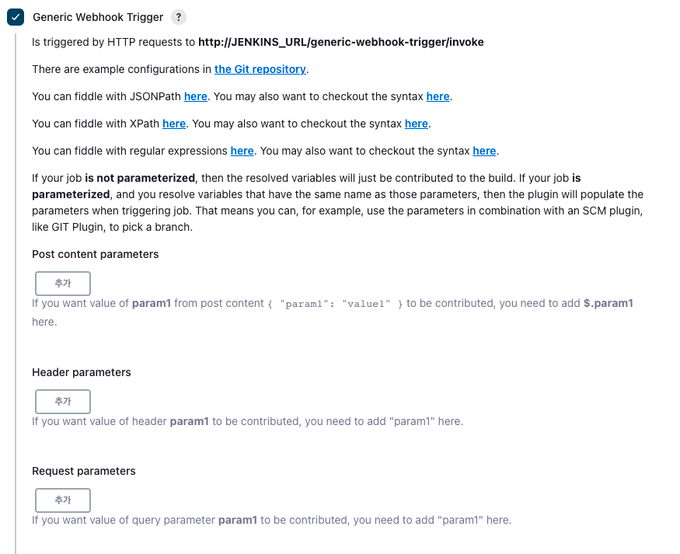 Generic Webhook Trigger ?
Is triggered by HTTP requests to http://JENKINS_URL/generic-webhook-trigger/invoke
There are example configurations in the Git repository.
You can fiddle with JSONPath here. You may also want to checkout the syntax here.
You can fiddle with XPath here. You may also want to checkout the syntax here.
You can fiddle with regular expressions here. You may also want to checkout the syntax here.
If your job is not parameterized, then the resolved variables will just be contributed to the build. If your job is
parameterized, and you resolve variables that have the same name as those parameters, then the plugin will populate the
parameters when triggering job. That means you can, for example, use the parameters in combination with an SCM plugin,
like GIT Plugin, to pick a branch.
Post content parameters
추가
If you want value of param1 from post content { "param1": "value1" } to be contributed, you need to add $.param1
here.
Header parameters
추가
If you want value of header param1 to be contributed, you need to add "param1" here.
Request parameters
추가
If you want value of query parameter param1 to be contributed, you need to add "param1" here.